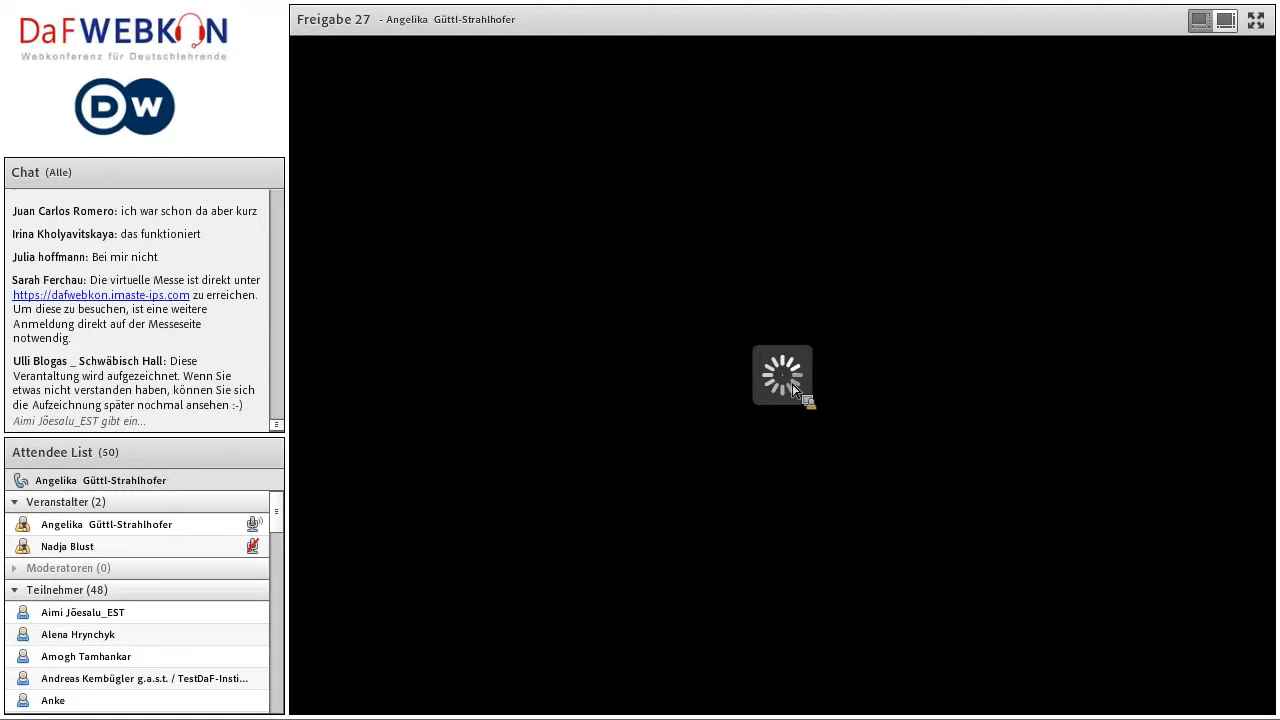 DaFWEBKON
Webkonferenz für Deutschlehrende
DW
Freigabe 27 - Angelika Güttl-Strahlhofer
Chat (Alle)
Juan Carlos Romero: ich war schon da aber kurz
Irina Kholyavitskaya: das funktioniert
Julia hoffmann: Bei mir nicht
Sarah Ferchau: Die virtuelle Messe ist direkt unter
https://dafwebkon.imaste-ips.com zu erreichen.
Um diese zu besuchen, ist eine weitere
Anmeldung direkt auf der Messeseite
notwendig.
Ulli Blogas _ Schwäbisch Hall: Diese
Verantaltung wird aufgezeichnet. Wenn Sie
etwas nicht verstanden haben, können Sie sich
die Aufzeichnung später nochmal ansehen :-)
Aimi Jõesalu_EST gibt ein...
Attendee List (50)
Angelika Güttl-Strahlhofer
Veranstalter (2)
Angelika Güttl-Strahlhofer
Nadja Blust
Moderatoren (0)
Teilnehmer (48)
Aimi Jõesalu_EST
Alena Hrynchyk
Amogh Tamhankar
Andreas Kembügler g.a.s.t. / TestDaF-Insti...
Anke